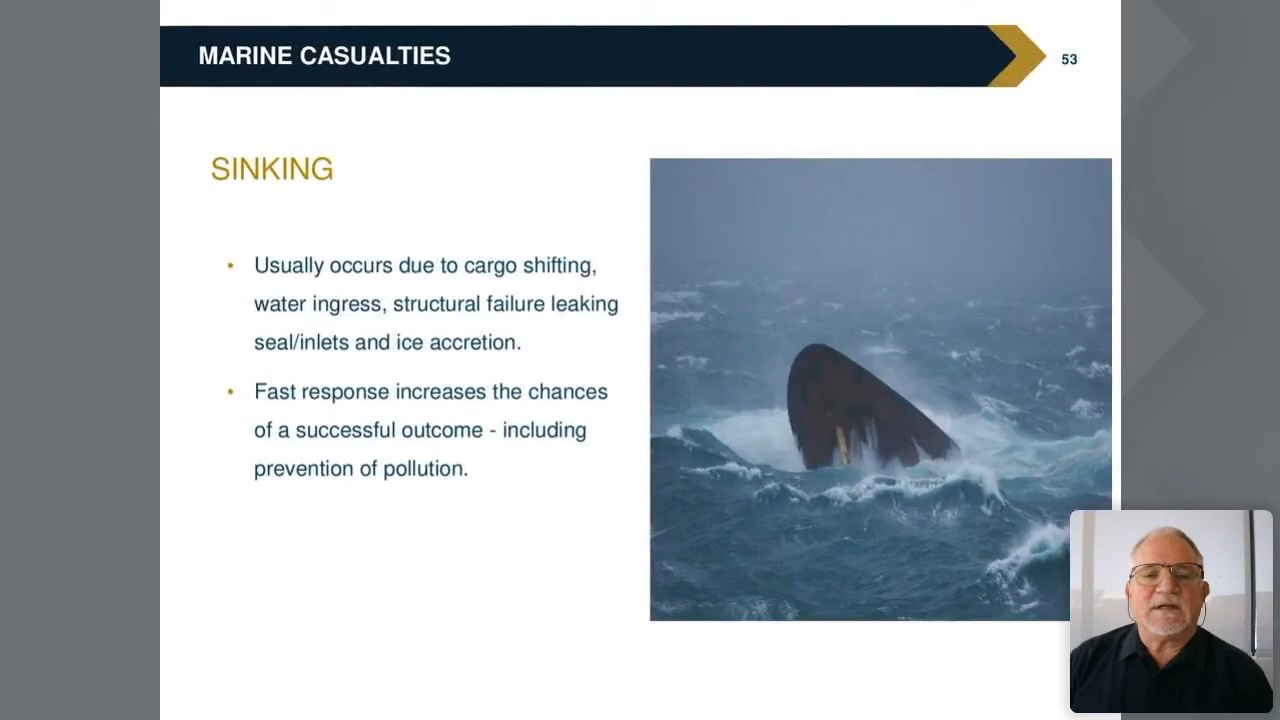 MARINE CASUALTIES
53
SINKING
• Usually occurs due to cargo shifting,
water ingress, structural failure leaking
seal/inlets and ice accretion.
• Fast response increases the chances
of a successful outcome - including
prevention of pollution.